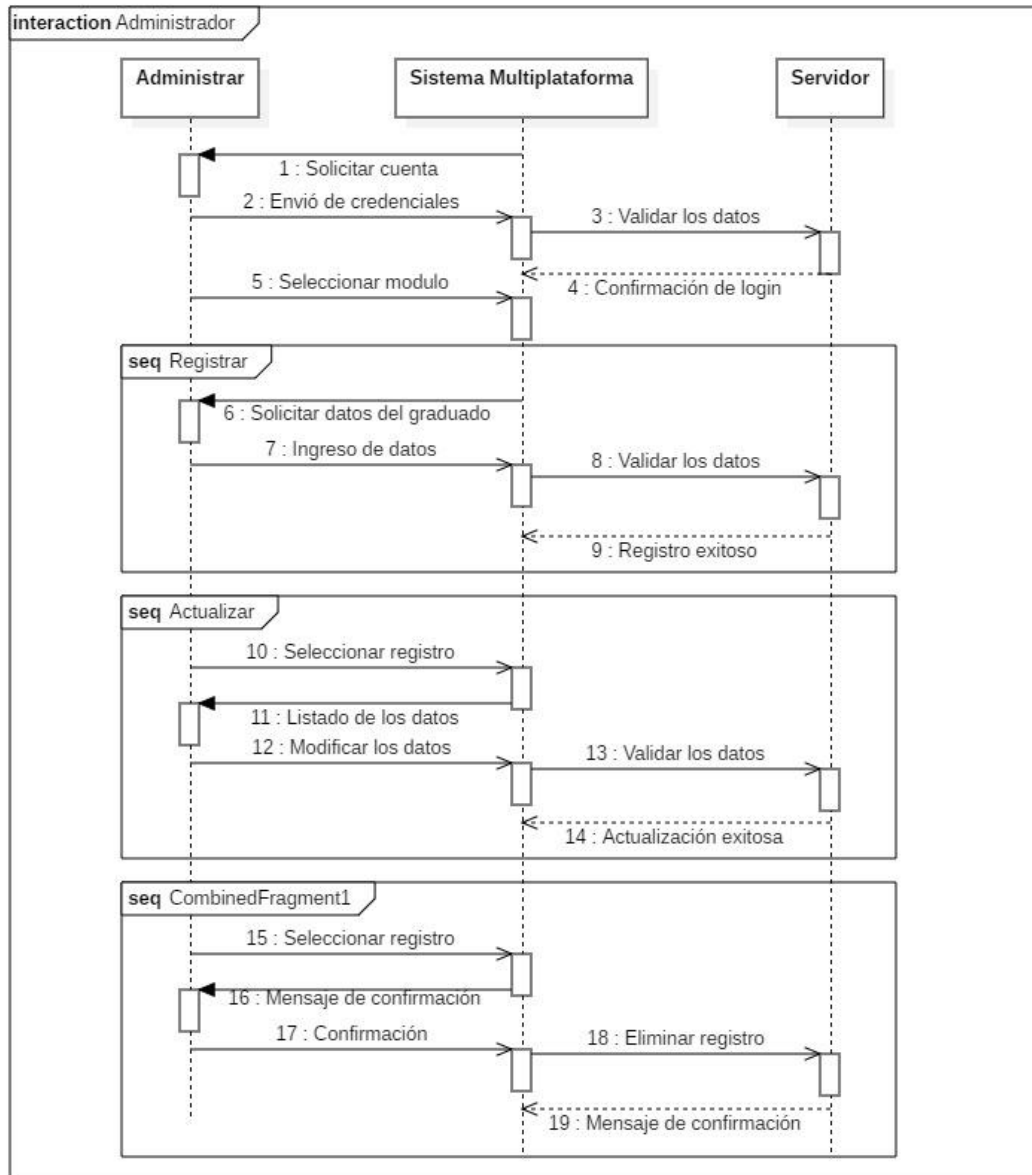 interaction Administrador
Administrar
Sistema Multiplataforma
Servidor
1 : Solicitar cuenta
2 : Envió de credenciales
3 : Validar los datos
4 : Confirmación de login
5 : Seleccionar modulo
seq Registrar
6 : Solicitar datos del graduado
7 : Ingreso de datos
8 : Validar los datos
9 : Registro exitoso
seq Actualizar
10 : Seleccionar registro
11 : Listado de los datos
12 : Modificar los datos
13 : Validar los datos
14 : Actualización exitosa
seq CombinedFragment1
15 : Seleccionar registro
16 : Mensaje de confirmación
17 : Confirmación
18 : Eliminar registro
19 : Mensaje de confirmación